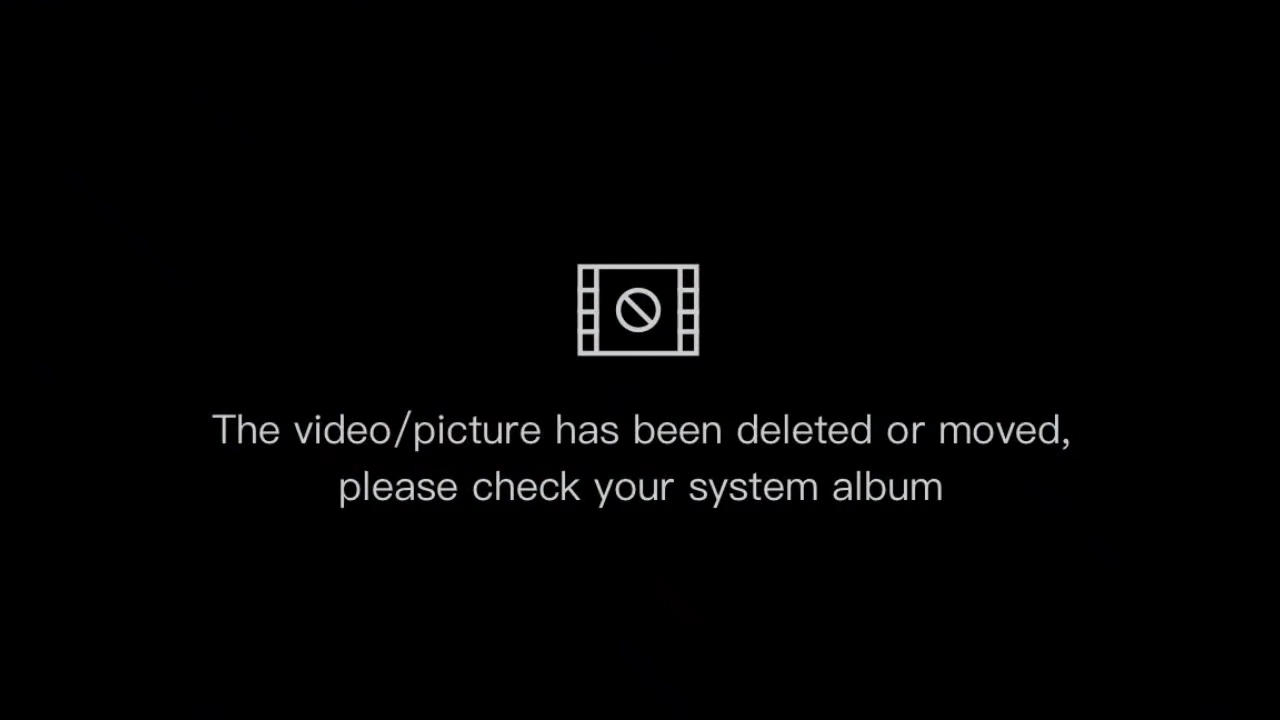 The video/picture has been deleted or moved,
please check your system album